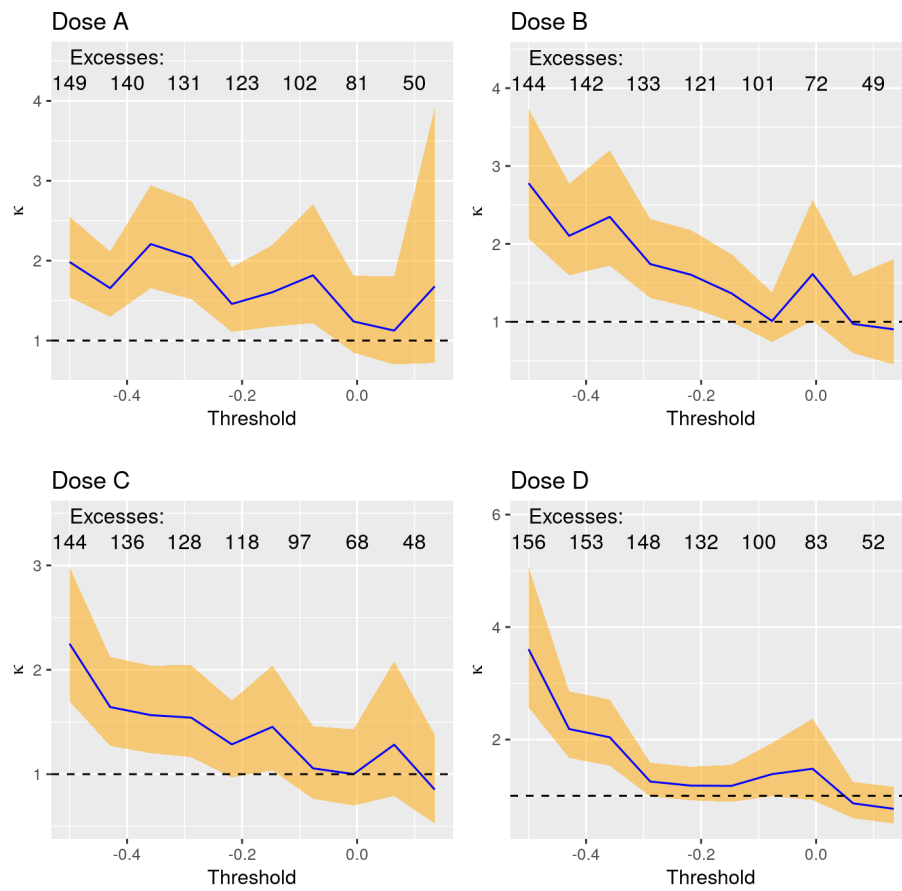 Dose A
Excesses:
149 140 131 123 102 81 50
4
3
2
1
κ
-0.4 -0.2 0.0
Threshold
Dose B
Excesses:
144 142 133 121 101 72 49
4
3
2
1
κ
-0.4 -0.2 0.0
Threshold
Dose C
Excesses:
144 136 128 118 97 68 48
3
2
1
κ
-0.4 -0.2 0.0
Threshold
Dose D
Excesses:
156 153 148 132 100 83 52
6
4
2
κ
-0.4 -0.2 0.0
Threshold